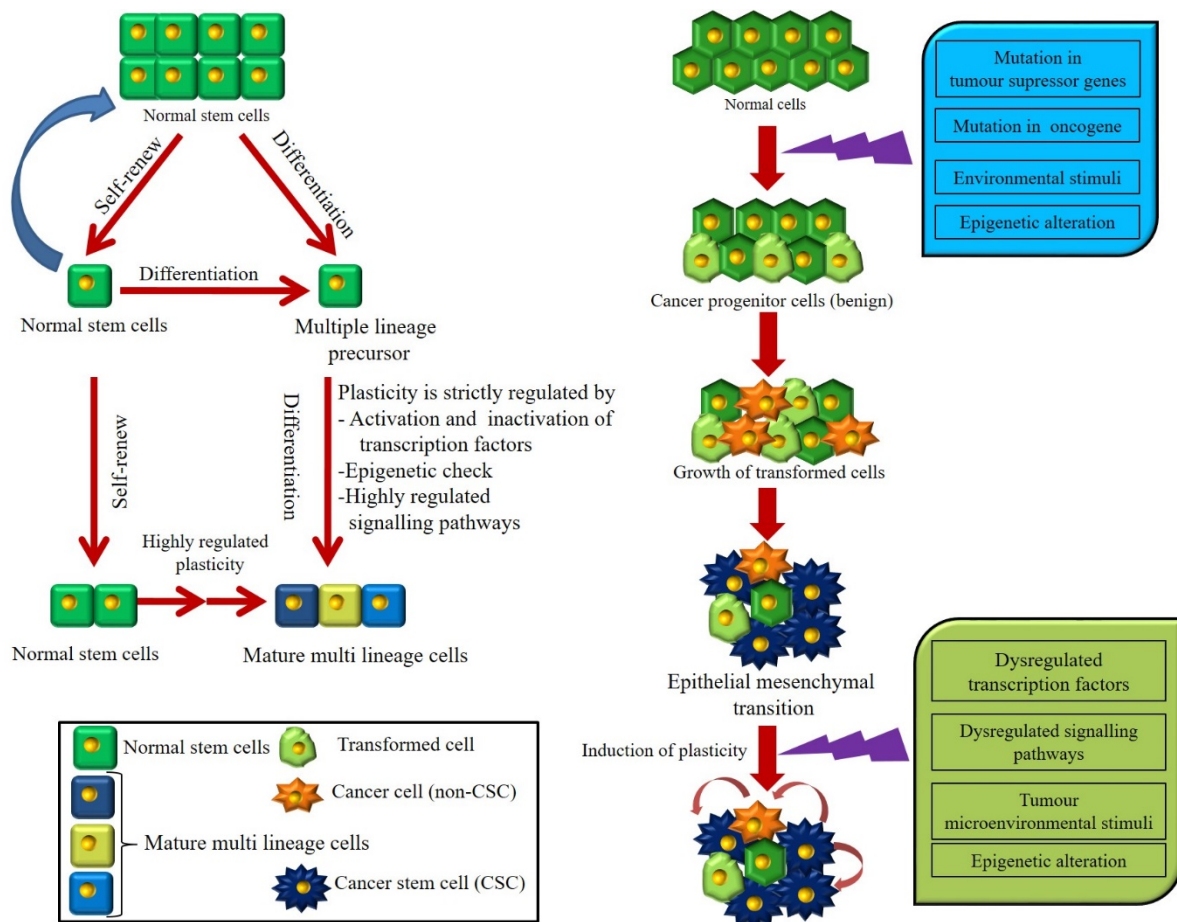 Normal stem cells
Self-renew
Differentiation
Differentiation
Normal stem cells
Multiple lineage
precursor
Self-renew
Differentiation
Plasticity is strictly regulated by
- Activation and inactivation of
transcription factors
-Epigenetic check
-Highly regulated
signalling pathways
Highly regulated
plasticity
Normal stem cells
Mature multi lineage cells
Normal stem cells
Transformed cell
Cancer cell (non-CSC)
Mature multi lineage cells
Cancer stem cell (CSC)
Normal cells
Mutation in
tumour supressor genes
Mutation in oncogene
Environmental stimuli
Epigenetic alteration
Cancer progenitor cells (benign)
Growth of transformed cells
Epithelial mesenchymal
transition
Induction of plasticity
Dysregulated
transcription factors
Dysregulated signalling
pathways
Tumour
microenvironmental stimuli
Epigenetic alteration